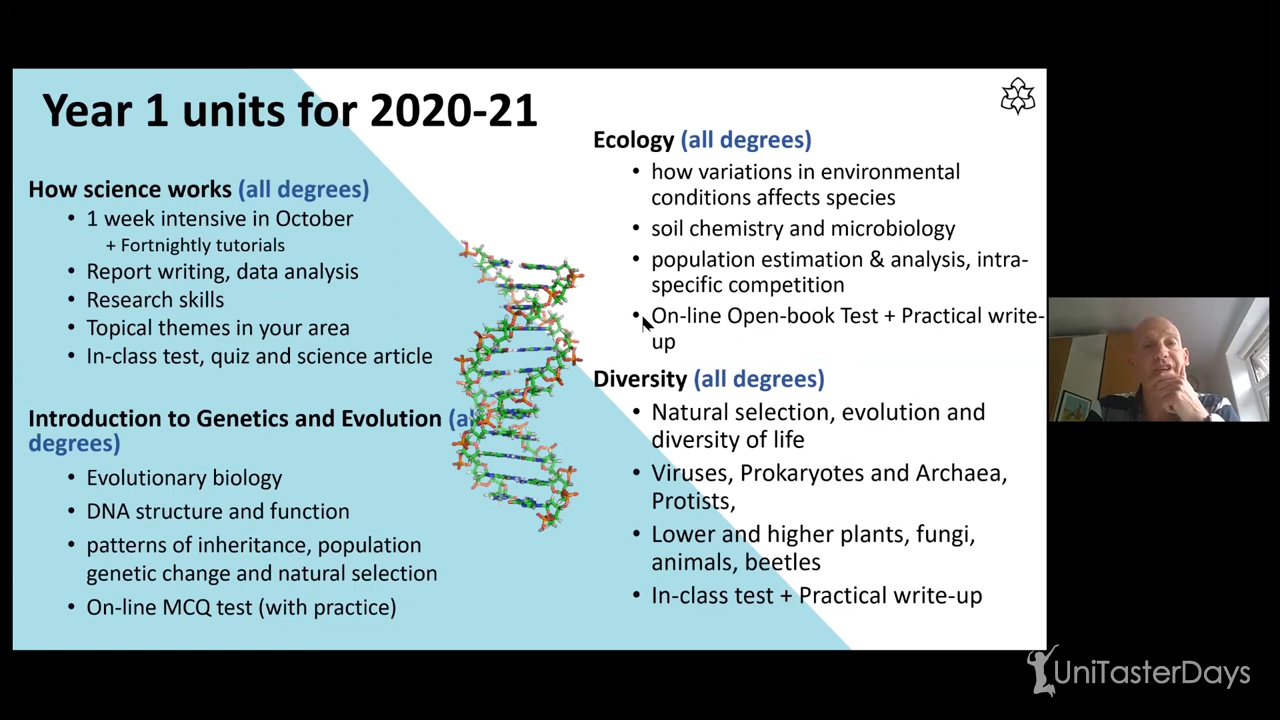 Year 1 units for 2020-21
How science works (all degrees)
• 1 week intensive in October
+ Fortnightly tutorials
• Report writing, data analysis
• Research skills
• Topical themes in your area
• In-class test, quiz and science article
Introduction to Genetics and Evolution (a
degrees)
• Evolutionary biology
• DNA structure and function
• patterns of inheritance, population
genetic change and natural selection
• On-line MCQ test (with practice)
Ecology (all degrees)
• how variations in environmental
conditions affects species
• soil chemistry and microbiology
• population estimation & analysis, intra-
specific competition
• On-line Open-book Test + Practical write-
up
Diversity (all degrees)
• Natural selection, evolution and
diversity of life
• Viruses, Prokaryotes and Archaea,
Protists,
• Lower and higher plants, fungi,
animals, beetles
• In-class test + Practical write-up
UniTasterDays